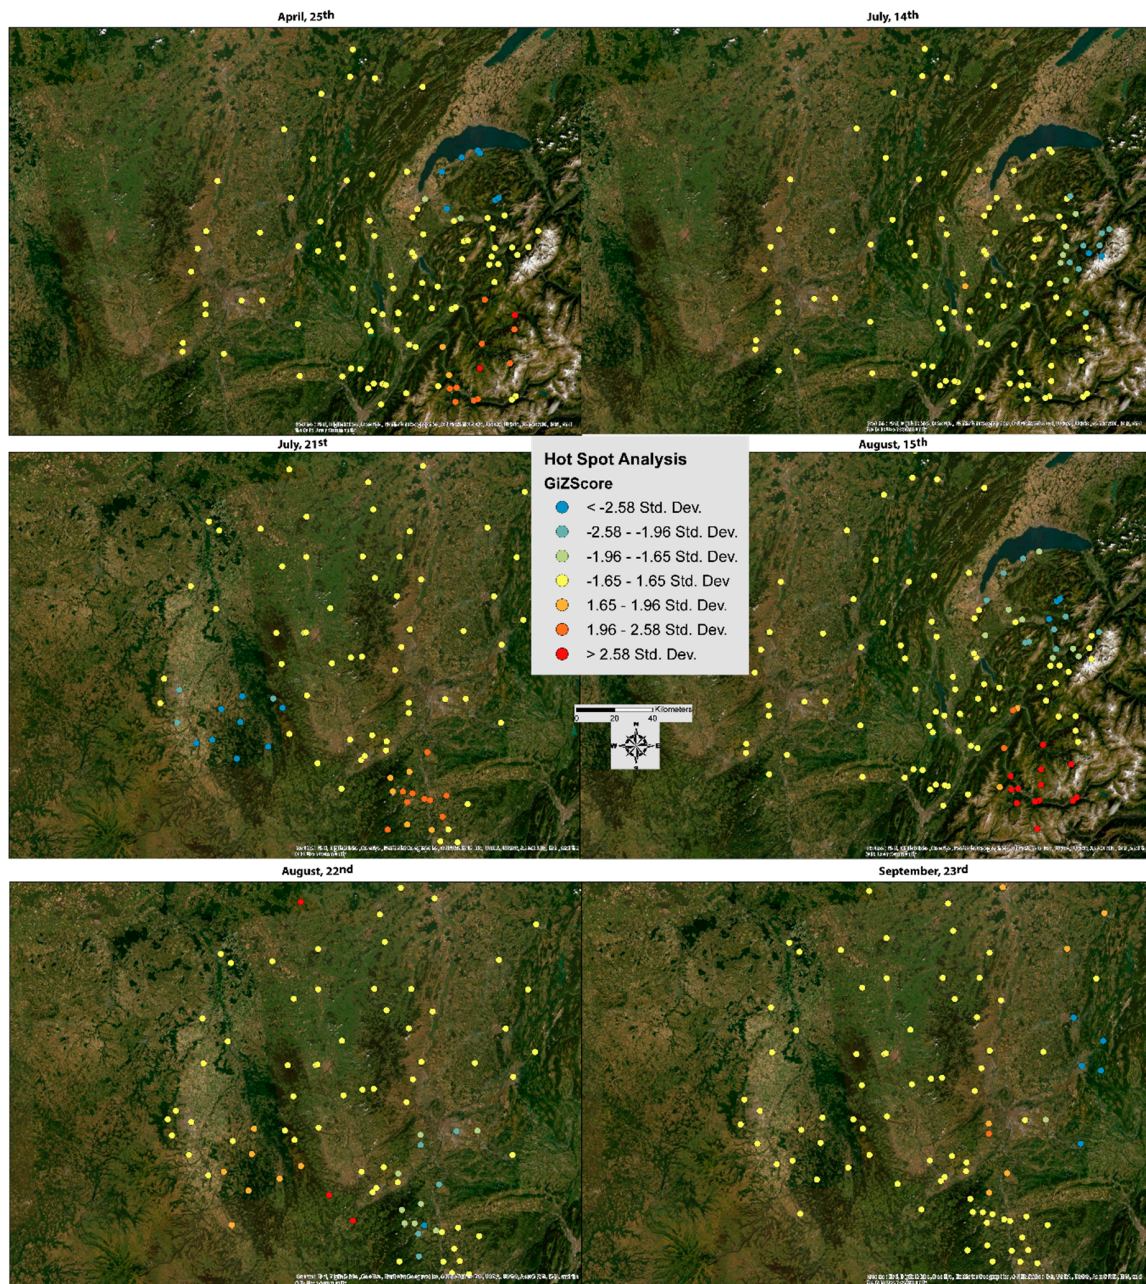 April, 25th
July, 14th
July, 21st
August, 15th
Hot Spot Analysis
GiZScore
< -2.58 Std. Dev.
-2.58 - -1.96 Std. Dev.
-1.96 - -1.65 Std. Dev.
-1.65 - 1.65 Std. Dev
1.65 - 1.96 Std. Dev.
1.96 - 2.58 Std. Dev.
> 2.58 Std. Dev.
Kilometers
0 20 40
N
W E
S
August, 22nd
September, 23rd